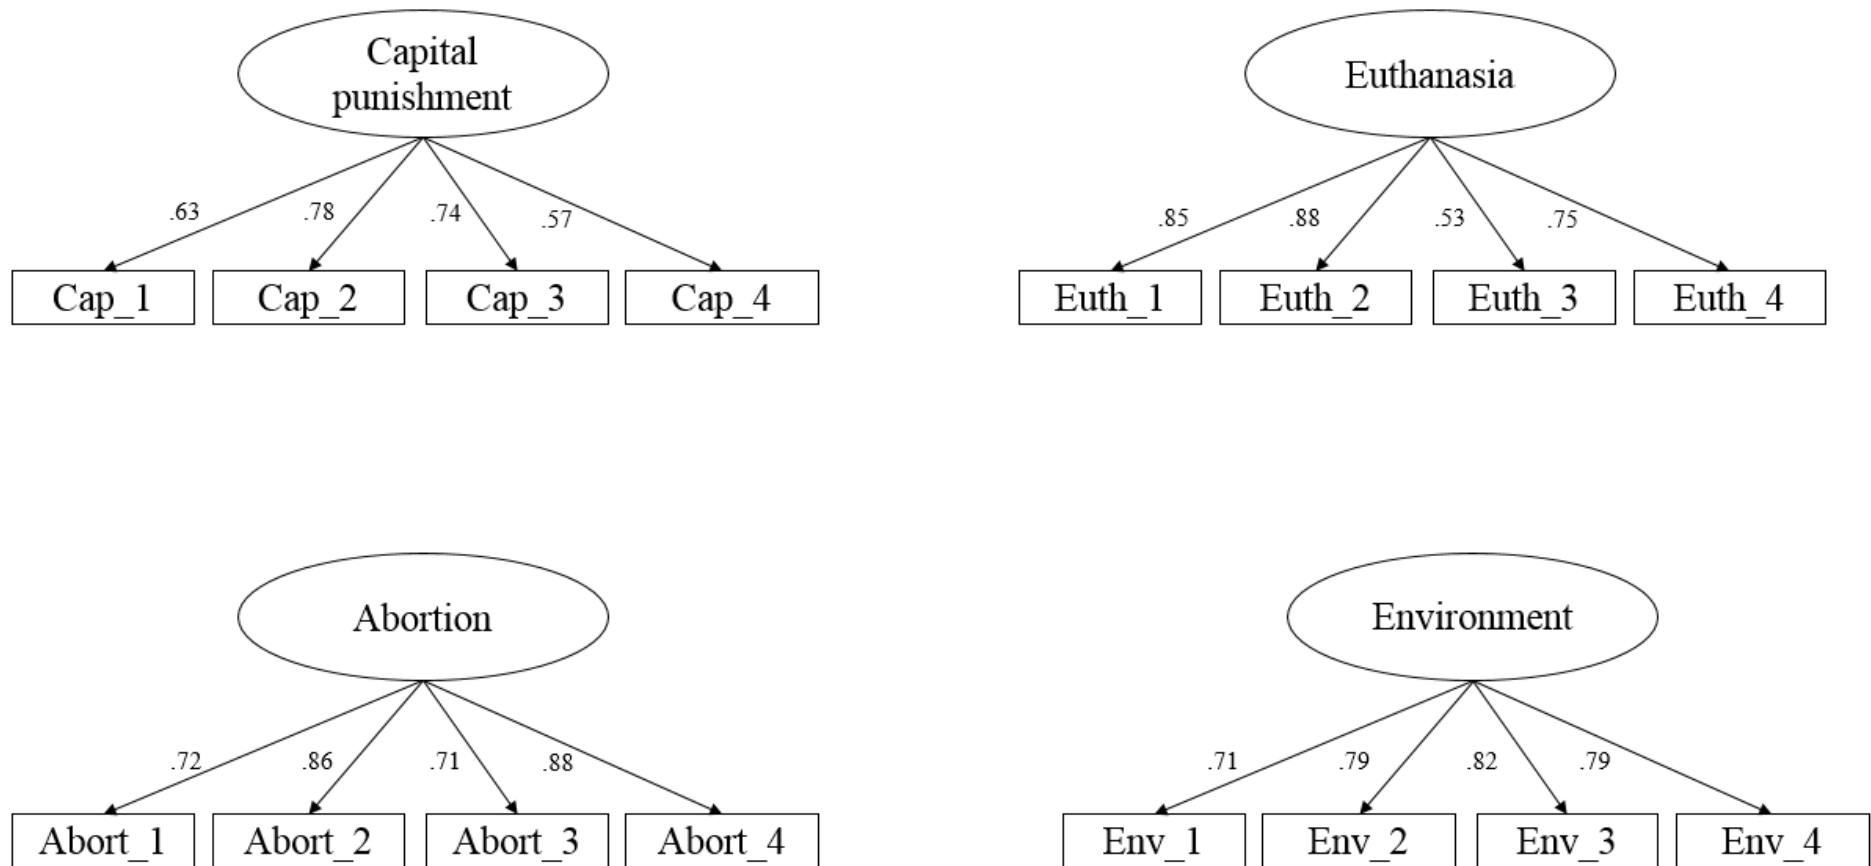 Capital
punishment
.63
.78
.74
.57
Cap_1
Cap_2
Cap_3
Cap_4
Euthanasia
.85
.88
.53
.75
Euth_1
Euth_2
Euth_3
Euth_4
Abortion
.72
.86
.71
.88
Abort_1
Abort_2
Abort_3
Abort_4
Environment
.71
.79
.82
.79
Env_1
Env_2
Env_3
Env_4